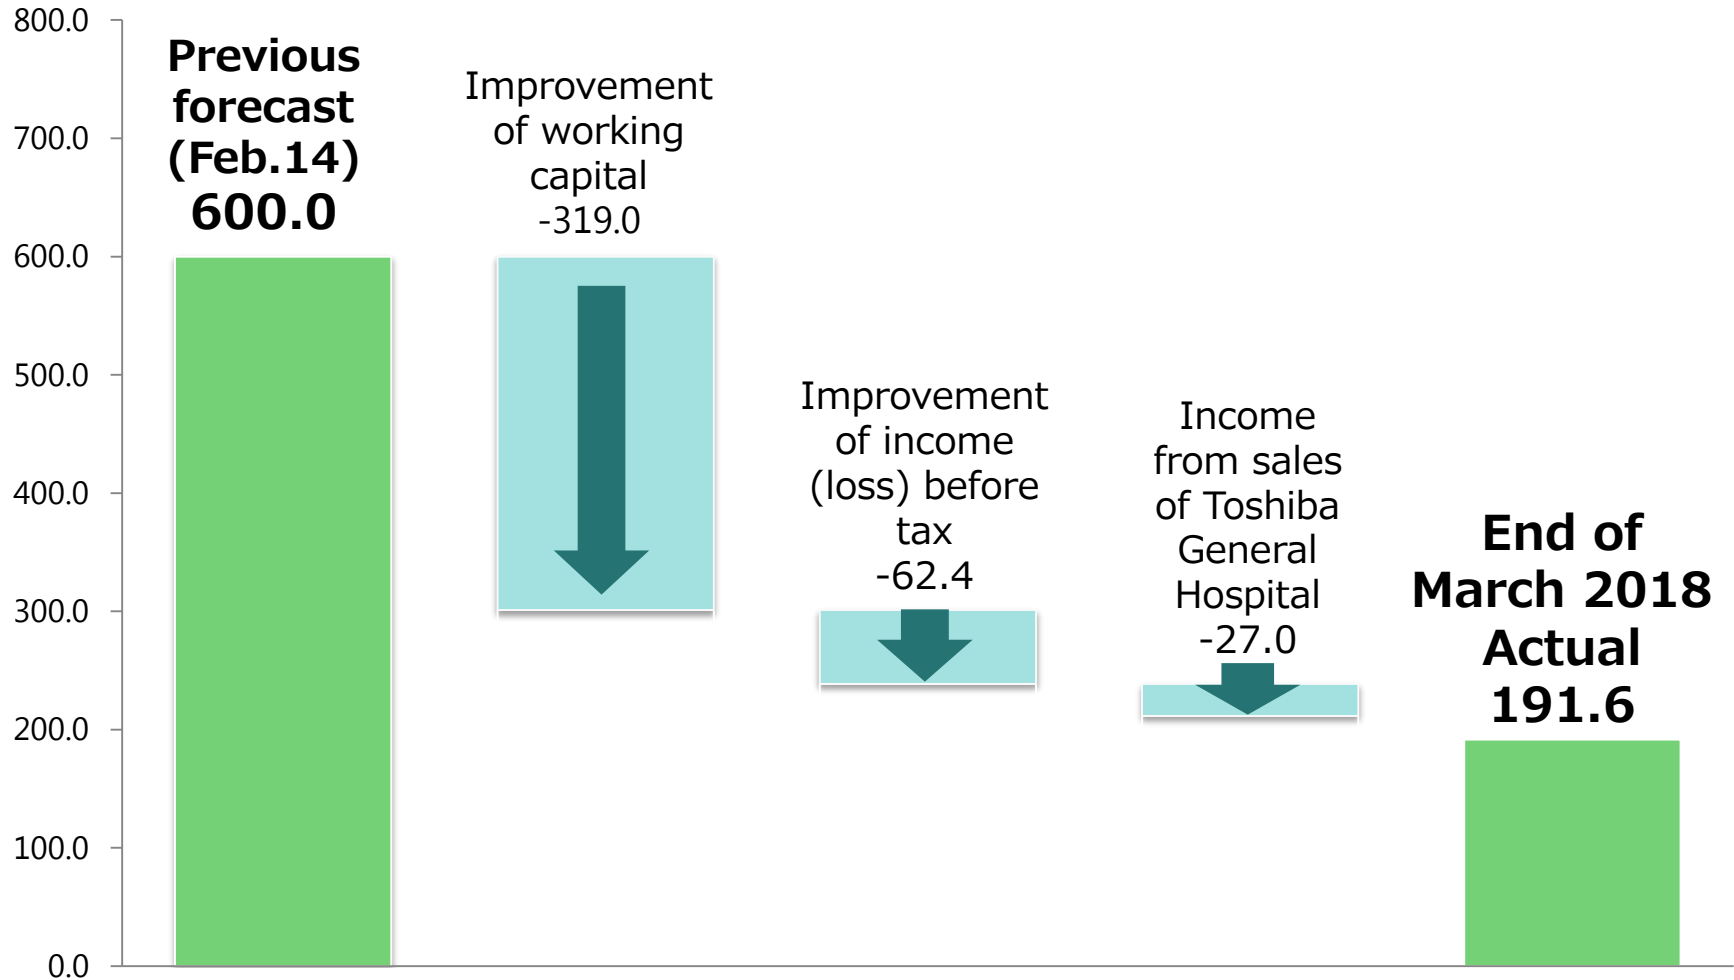 800.0
700.0
600.0
500.0
400.0
300.0
200.0
100.0
0.0
Previous
forecast
(Feb.14)
600.0
Improvement
of working
capital
-319.0
Improvement
of income
(loss) before
tax
-62.4
Income
from sales
of Toshiba
General
Hospital
-27.0
End of
March 2018
Actual
191.6